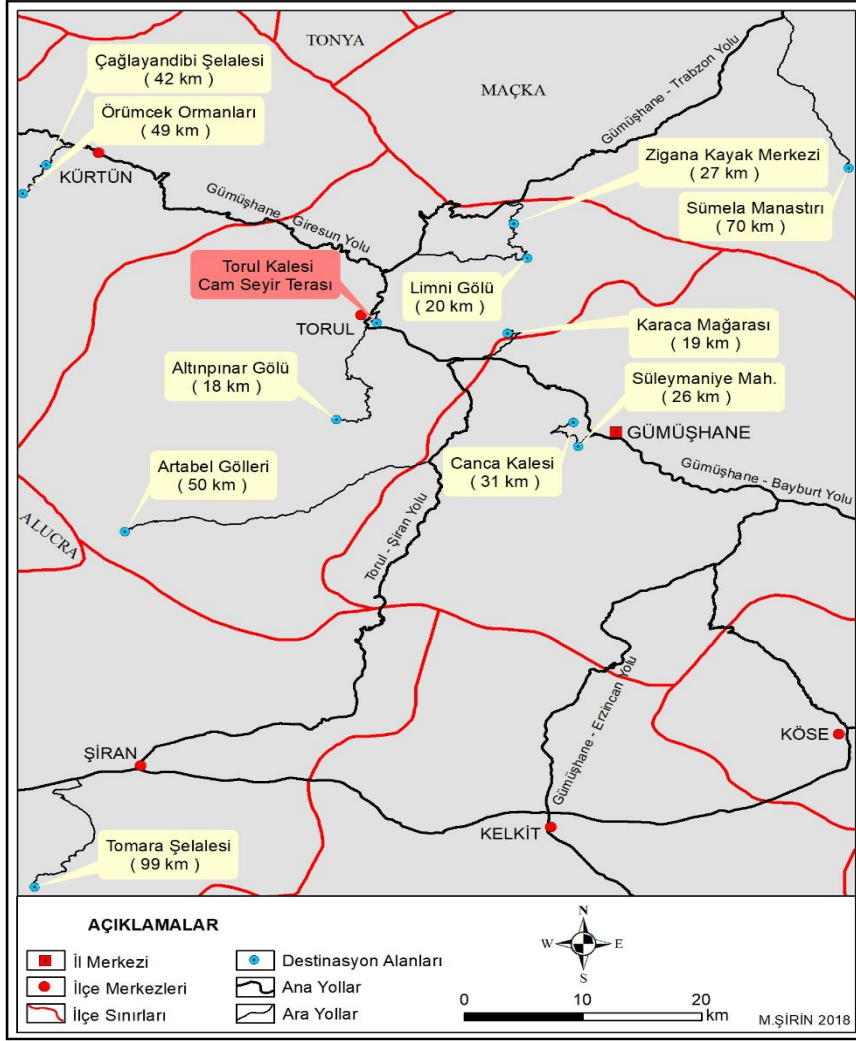 TONYA
Çağlayandibi Şelalesi
( 42 km )
MAÇKA
Gümüşhane - Trabzon Yolu
Örümcek Ormanları
( 49 km )
Zigana Kayak Merkezi
( 27 km )
KÜRTÜN
Sümela Manastırı
( 70 km )
Gümüşhane - Giresun Yolu
Torul Kalesi
Cam Seyir Terası
Limni Gölü
( 20 km )
TORUL
Karaca Mağarası
( 19 km )
Altınpınar Gölü
( 18 km )
Süleymaniye Mah.
( 26 km )
GÜMÜŞHANE
Artabel Gölleri
( 50 km )
Canca Kalesi
( 31 km )
Gümüşhane - Bayburt Yolu
ALUCRA
Torul - Şiran Yolu
Gümüşhane - Erzincan Yolu
KÖSE
ŞİRAN
KELKİT
Tomara Şelalesi
( 99 km )
AÇIKLAMALAR
İl Merkezi
İlçe Merkezleri
İlçe Sınırları
Destinasyon Alanları
Ana Yollar
Ara Yollar
N
W E
S
0 10 20
km
M.ŞİRİN 2018